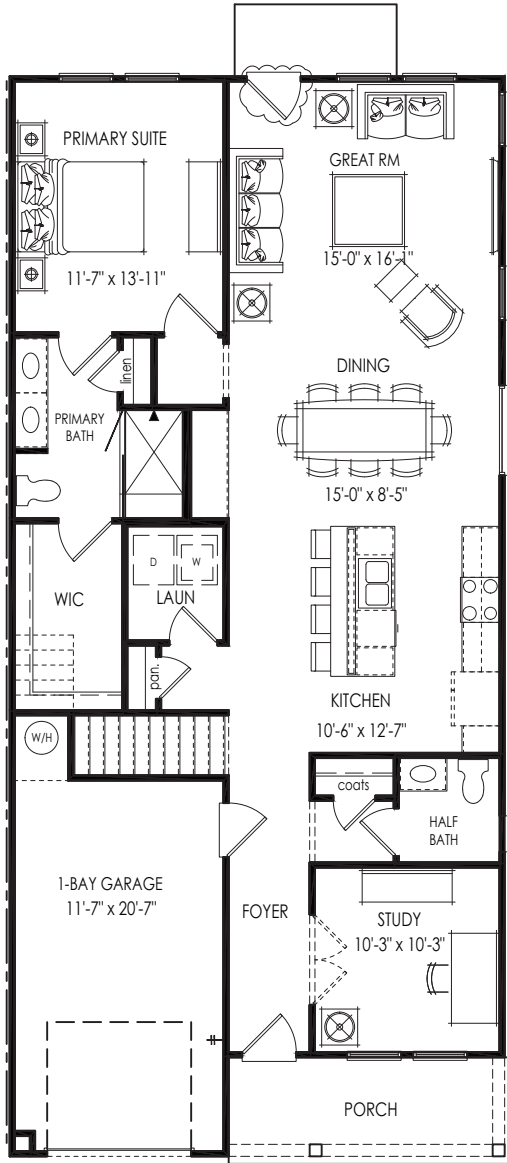 PRIMARY SUITE
11'-7" x 13'-11"
GREAT RM
15'-0" x 16'-1"
linen
PRIMARY
BATH
DINING
15'-0" x 8'-5"
D
W
LAUN
WIC
pan.
KITCHEN
10'-6" x 12'-7"
W/H
coats
HALF
BATH
1-BAY GARAGE
11'-7" x 20'-7"
FOYER
STUDY
10'-3" x 10'-3"
PORCH